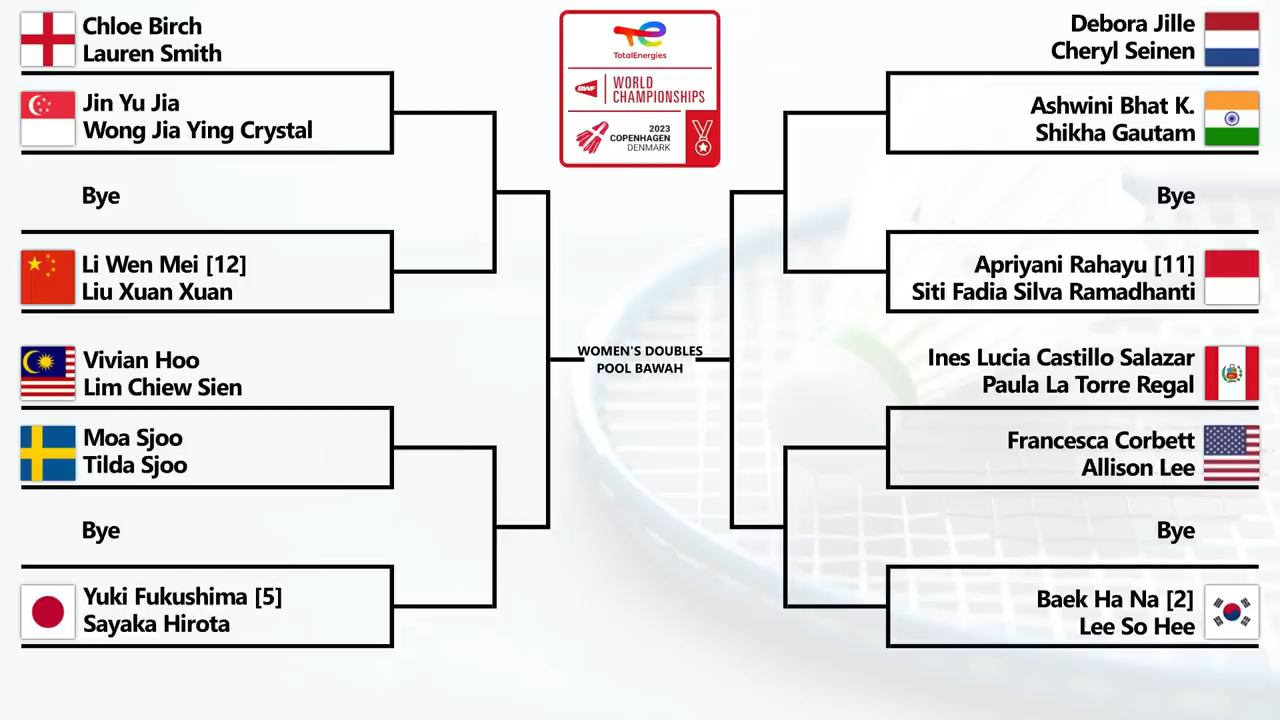 Chloe Birch
Lauren Smith
Jin Yu Jia
Wong Jia Ying Crystal
Bye
Li Wen Mei [12]
Liu Xuan Xuan
Vivian Hoo
Lim Chiew Sien
Moa Sjoo
Tilda Sjoo
Bye
Yuki Fukushima [5]
Sayaka Hirota
TotalEnergies
BWF
WORLD
CHAMPIONSHIPS
2023
COPENHAGEN
DENMARK
WOMEN'S DOUBLES
POOL BAWAH
Debora Jille
Cheryl Seinen
Ashwini Bhat K.
Shikha Gautam
Bye
Apriyani Rahayu [11]
Siti Fadia Silva Ramadhanti
Ines Lucia Castillo Salazar
Paula La Torre Regal
Francesca Corbett
Allison Lee
Bye
Baek Ha Na [2]
Lee So Hee